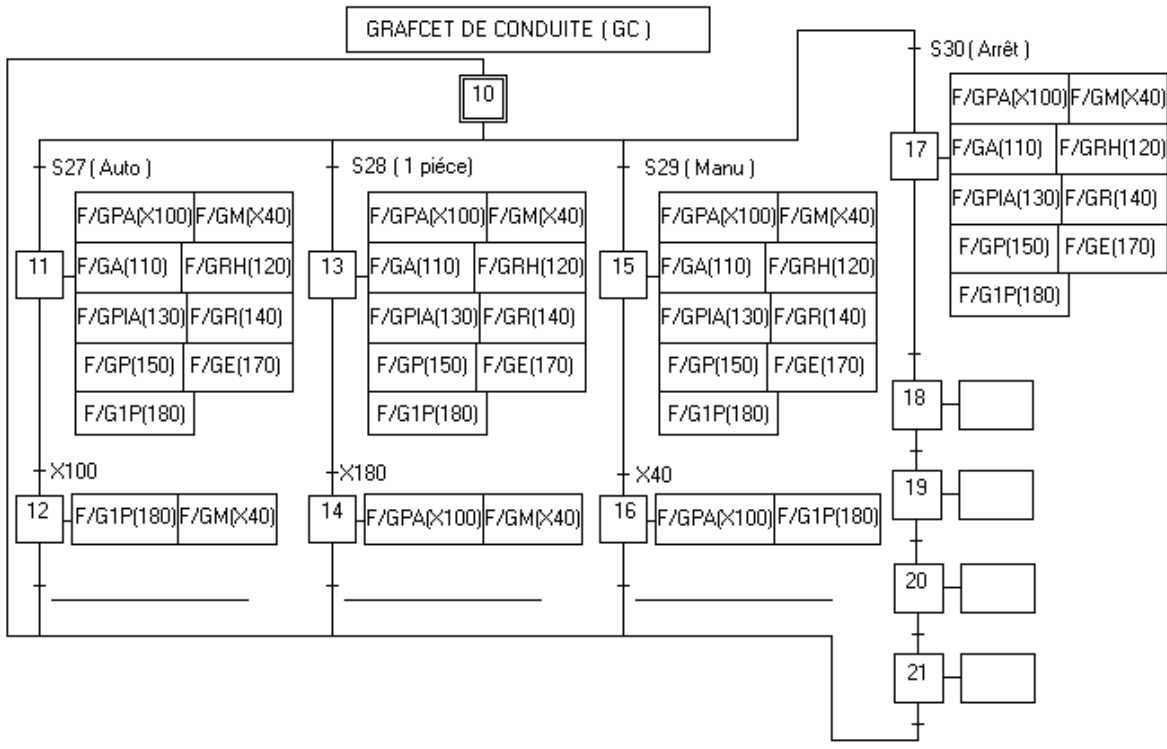 GRAFCET DE CONDUITE ( GC )
10
S27 ( Auto )
F/GPA(X100) F/GM(X40)
11
F/GA(110) F/GRH(120)
F/GPIA(130) F/GR(140)
F/GP(150) F/GE(170)
F/G1P(180)
X100
12
F/G1P(180) F/GM(X40)
S28 ( 1 piéce)
F/GPA(X100) F/GM(X40)
13
F/GA(110) F/GRH(120)
F/GPIA(130) F/GR(140)
F/GP(150) F/GE(170)
F/G1P(180)
X180
14
F/GPA(X100) F/GM(X40)
S29 ( Manu )
F/GPA(X100) F/GM(X40)
15
F/GA(110) F/GRH(120)
F/GPIA(130) F/GR(140)
F/GP(150) F/GE(170)
F/G1P(180)
X40
16
F/GPA(X100) F/G1P(180)
S30 ( Arrêt )
F/GPA(X100) F/GM(X40)
17
F/GA(110) F/GRH(120)
F/GPIA(130) F/GR(140)
F/GP(150) F/GE(170)
F/G1P(180)
18
19
20
21